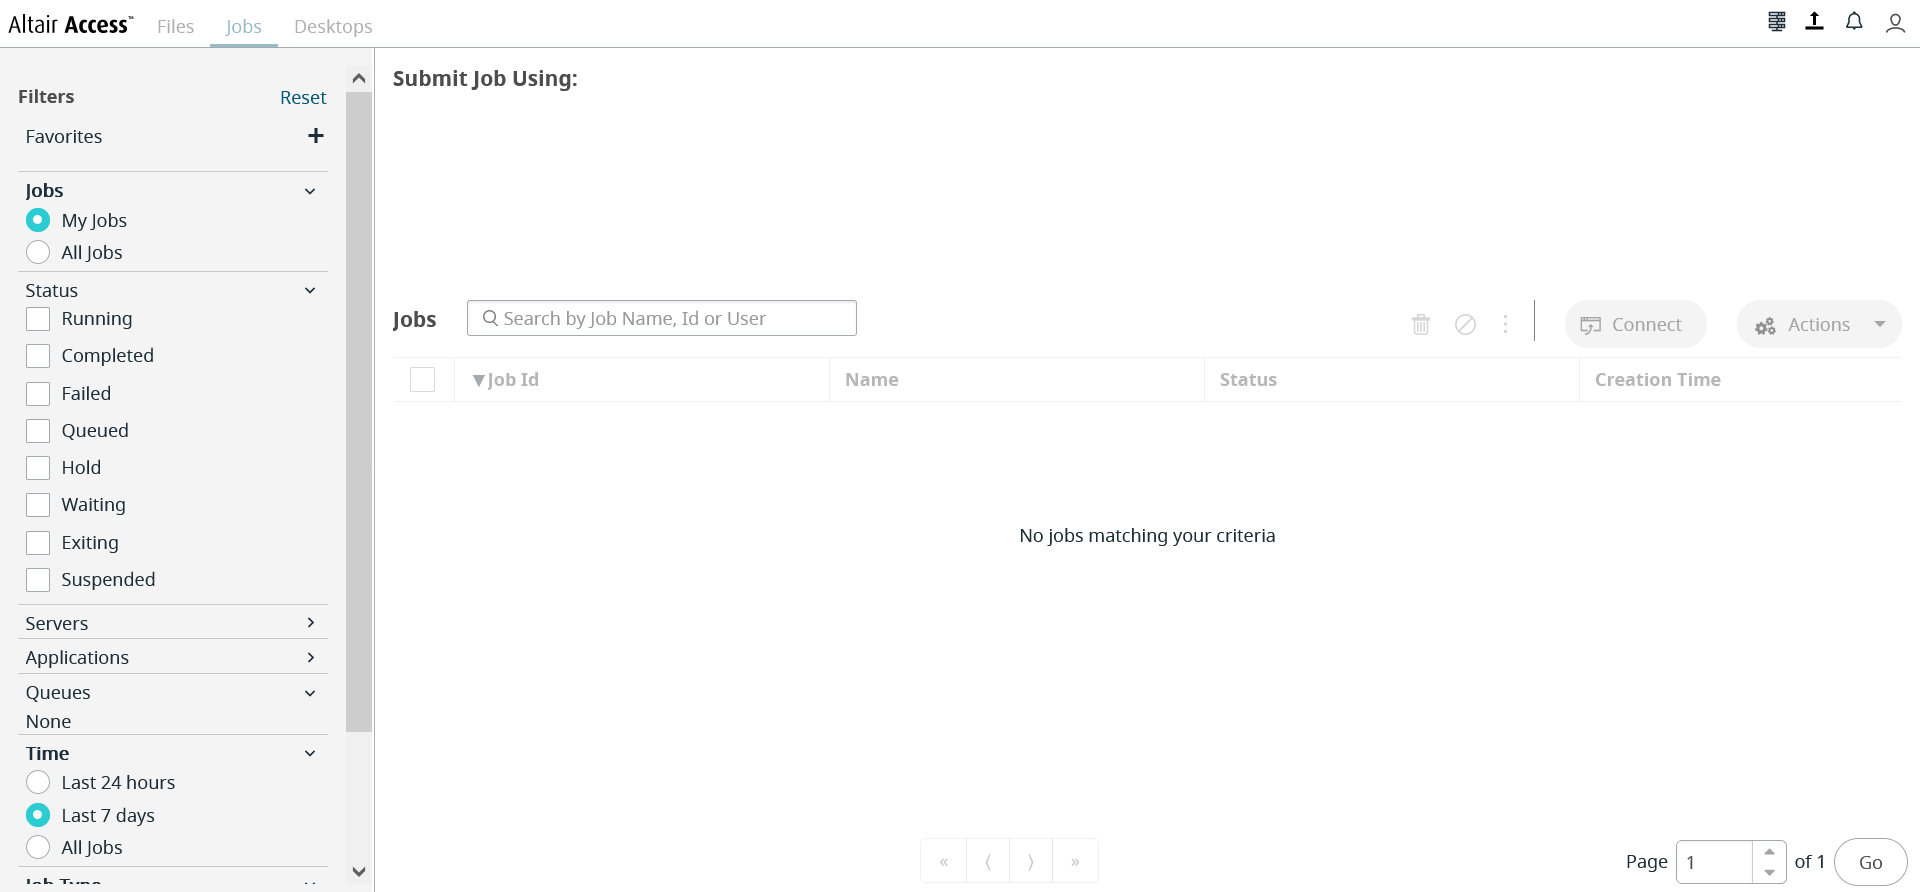 Altair Access™ Files Jobs Desktops
Filters Reset
Favorites
Jobs
My Jobs
All Jobs
Status
Running
Completed
Failed
Queued
Hold
Waiting
Exiting
Suspended
Servers
Applications
Queues
None
Time
Last 24 hours
Last 7 days
All Jobs
Job Type
Submit Job Using:
Jobs Search by Job Name, Id or User Connect Actions
▼Job Id Name Status Creation Time
No jobs matching your criteria
« ⟨ ⟩ » Page 1 of 1 Go